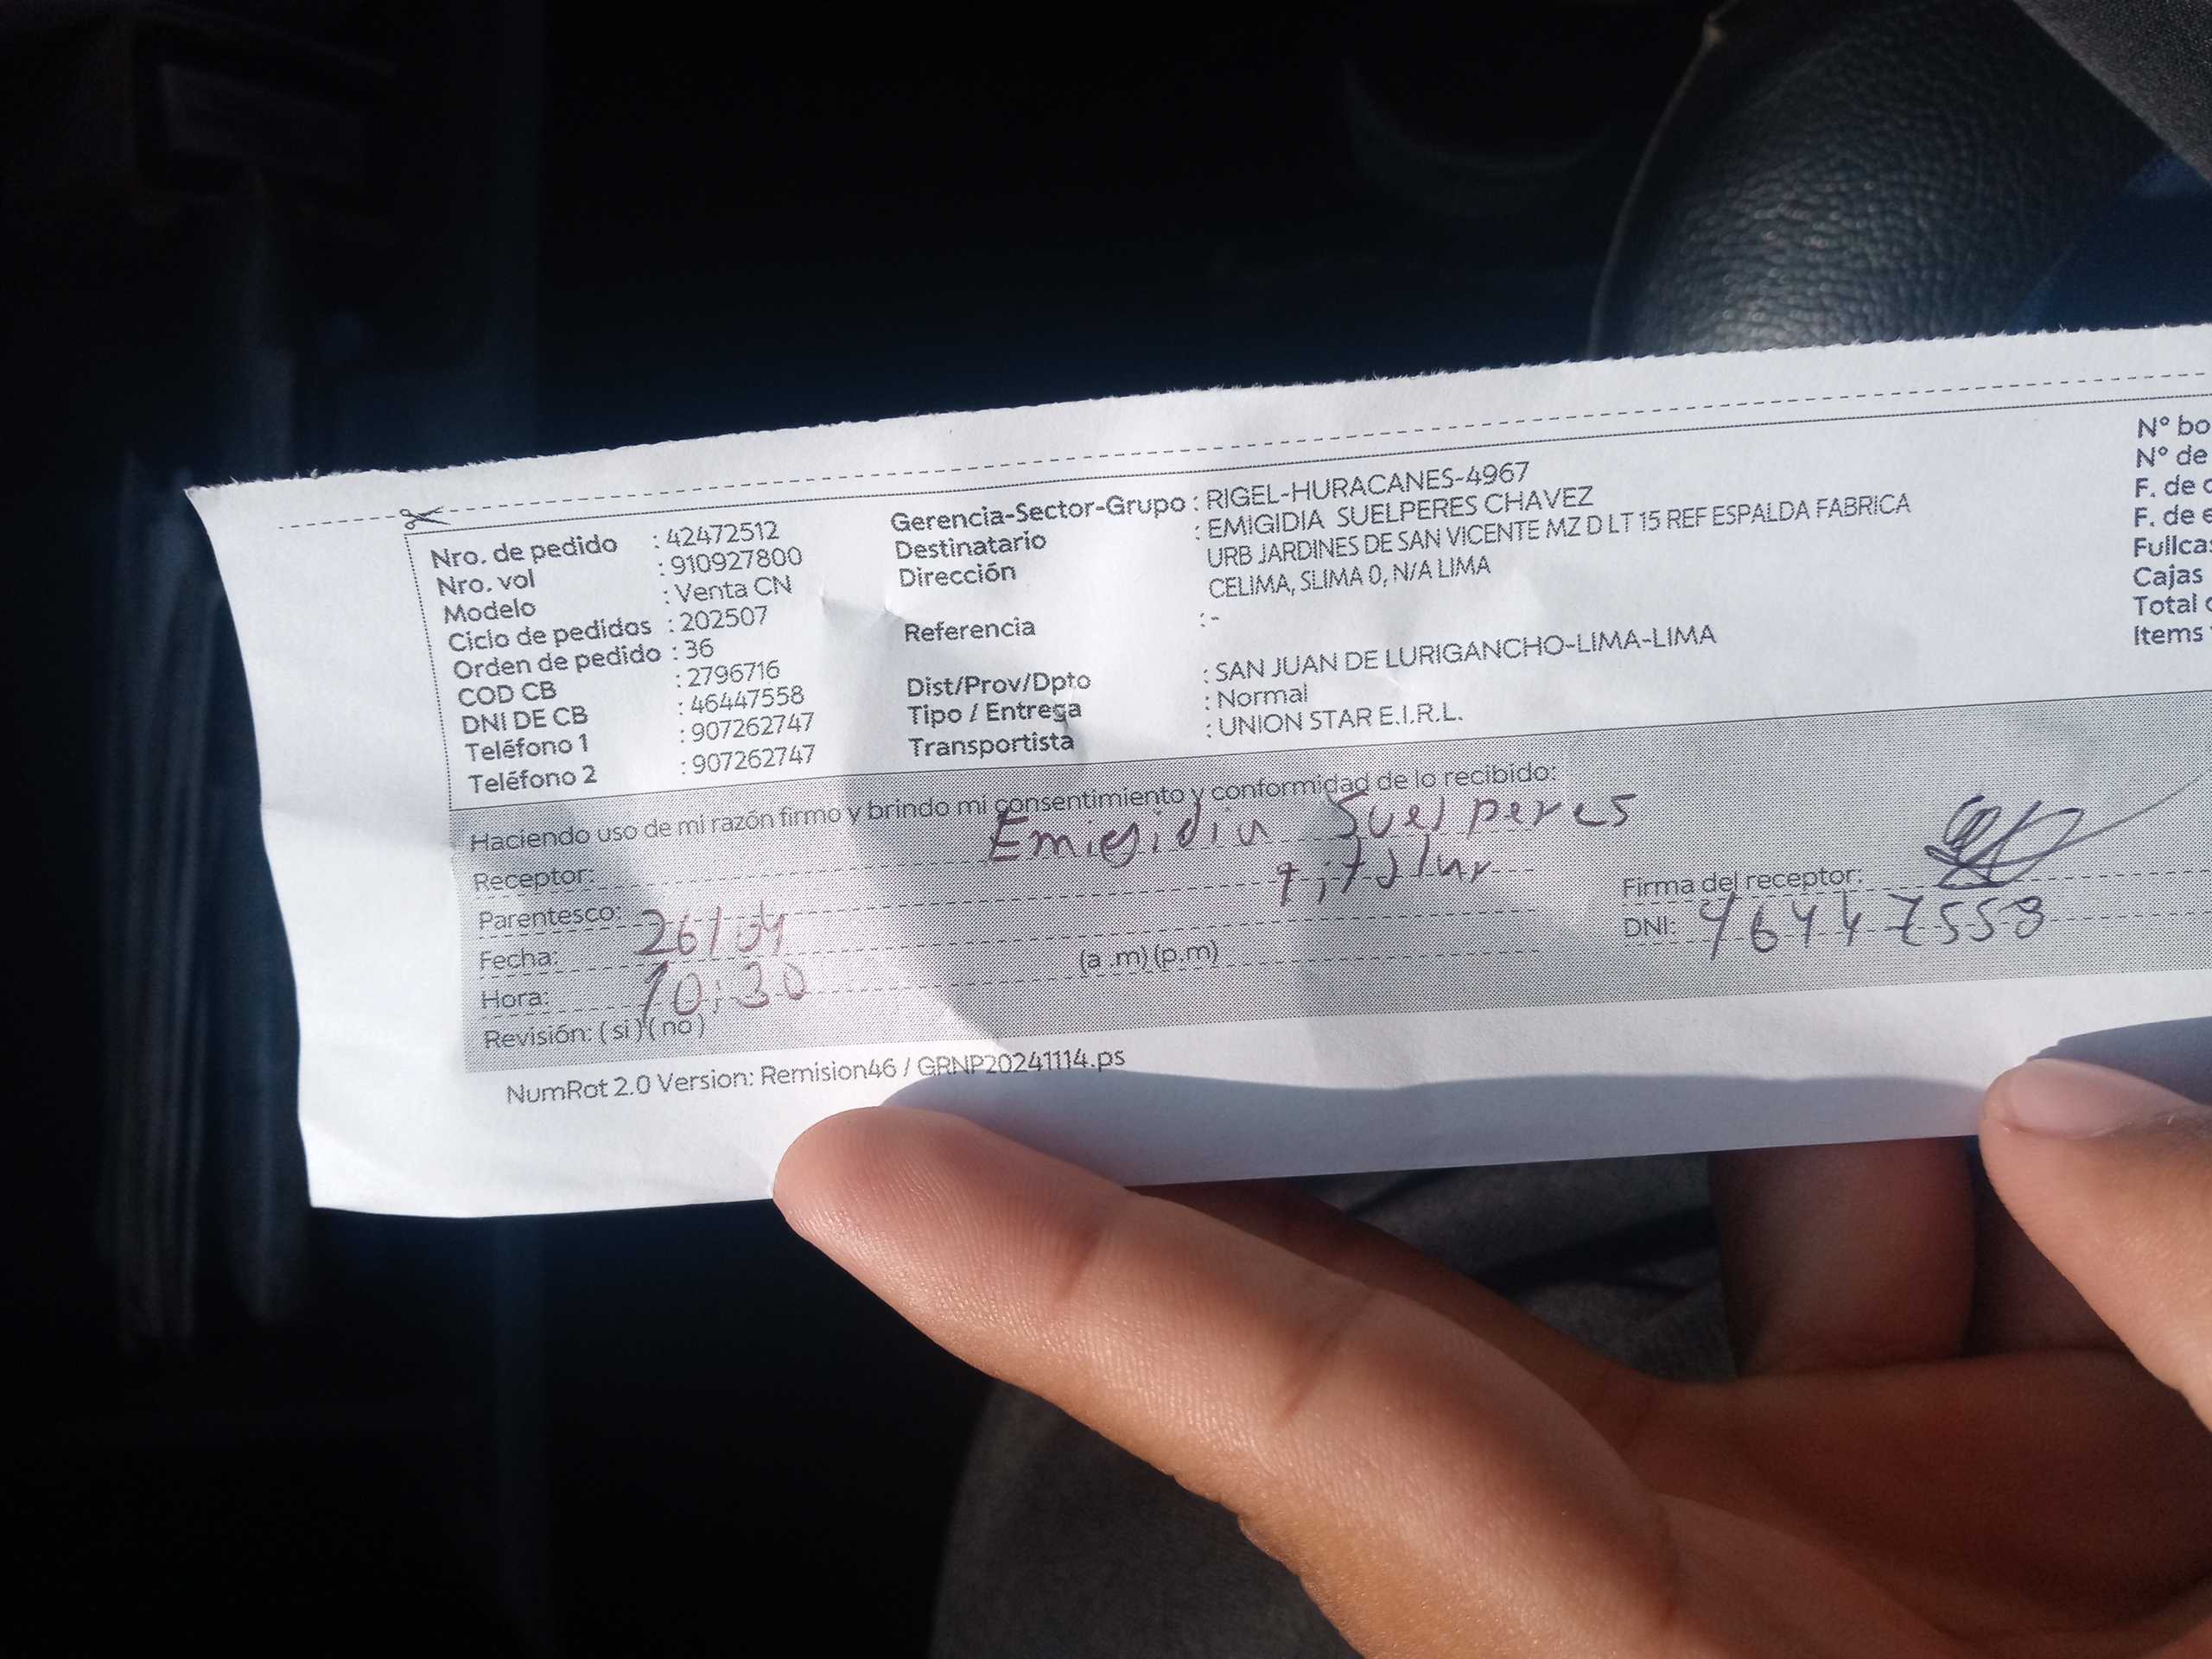 Nro. de pedido : 42472512
Nro. vol : 910927800
Modelo : Venta CN
Ciclo de pedidos : 202507
Orden de pedido : 36
COD CB : 2796716
DNI DE CB : 46447558
Teléfono 1 : 907262747
Teléfono 2 : 907262747
Gerencia-Sector-Grupo : RIGEL-HURACANES-4967
Destinatario : EMIGIDIA SUELPERES CHAVEZ
Dirección URB JARDINES DE SAN VICENTE MZ D LT 15 REF ESPALDA FABRICA
CELIMA, SLIMA 0, N/A LIMA
Referencia : -
Dist/Prov/Dpto : SAN JUAN DE LURIGANCHO-LIMA-LIMA
Tipo / Entrega : Normal
Transportista : UNION STAR E.I.R.L.
N° bo
N° de
F. de
F. de e
Fullca
Cajas
Total
Items
Haciendo uso de mi razón firmo y brindo mi consentimiento y conformidad de lo recibido:
Receptor: Emigidia Suelperes
Parentesco:
Fecha: 26/04
Hora: 10:30 (a .m) (p.m)
Revisión: ( si ) ( no )
Firma del receptor:
DNI: 46447558
NumRot 2.0 Version: Remision46 / GRNP20241114.ps